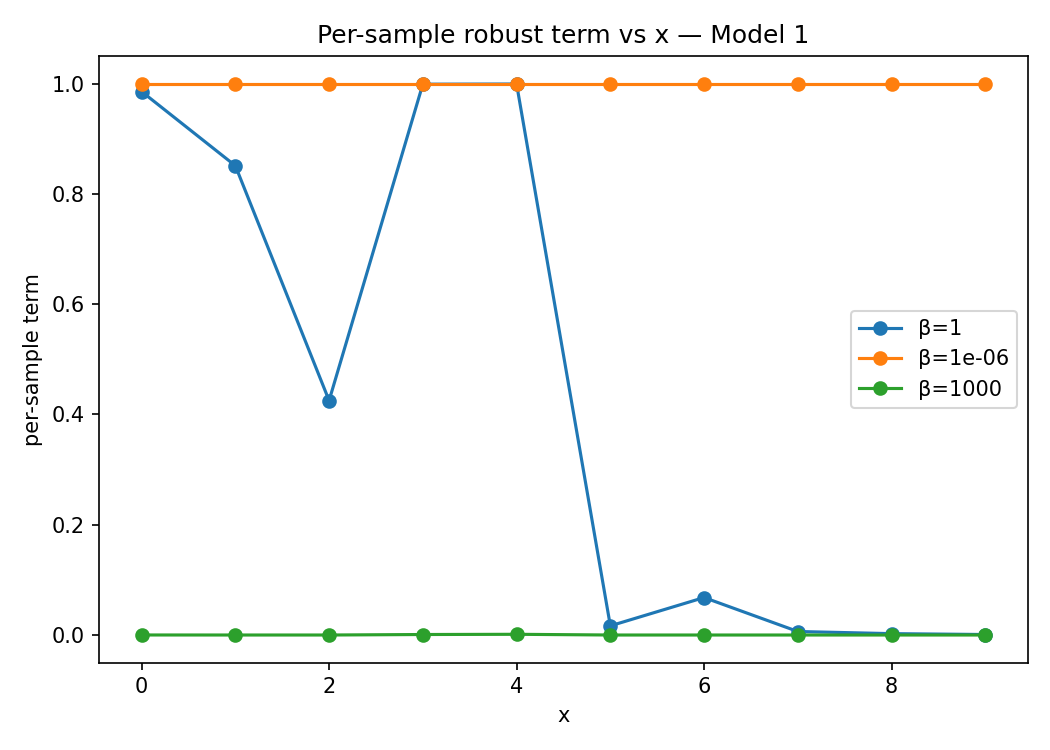 Per-sample robust term vs x — Model 1
per-sample term
1.0
0.8
0.6
0.4
0.2
0.0
β=1
β=1e-06
β=1000
0 2 4 6 8
x